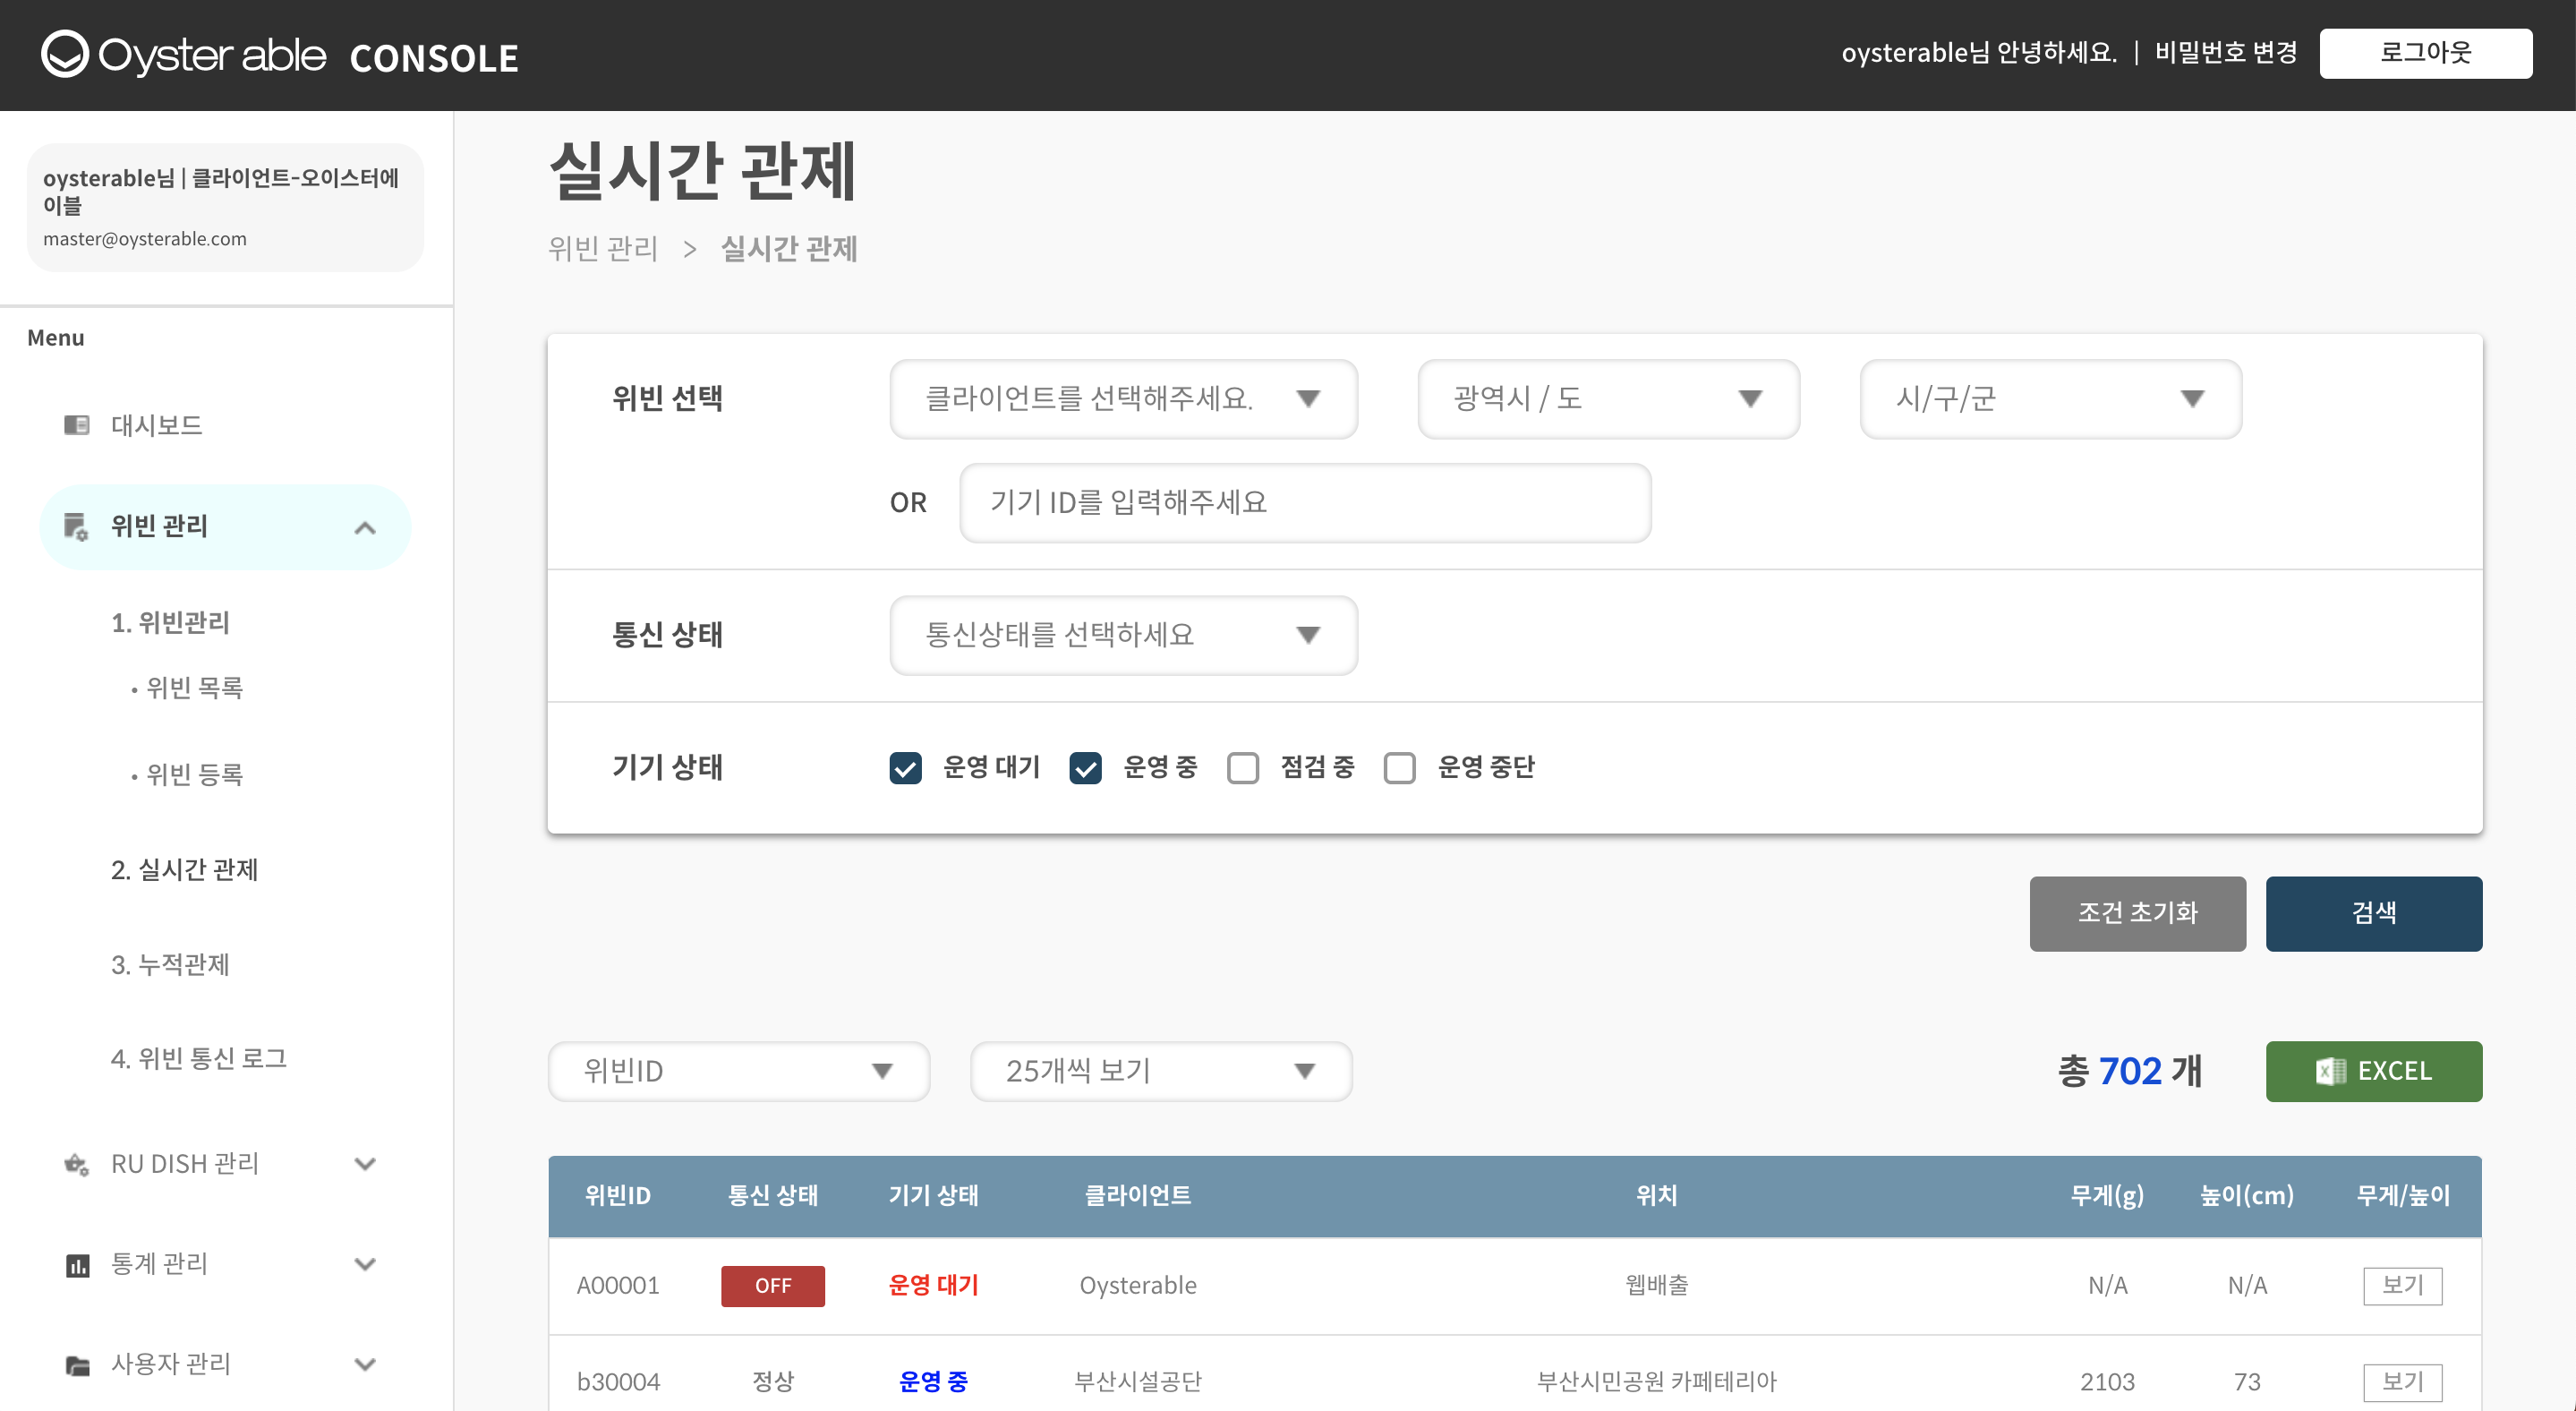 Oyster able CONSOLE
oysterable님 안녕하세요. | 비밀번호 변경
로그아웃
oysterable님 | 클라이언트-오이스터에
이블
master@oysterable.com
Menu
대시보드
위빈 관리
1. 위빈관리
• 위빈 목록
• 위빈 등록
2. 실시간 관제
3. 누적관제
4. 위빈 통신 로그
RU DISH 관리
통계 관리
사용자 관리
실시간 관제
위빈 관리 > 실시간 관제
위빈 선택 클라이언트를 선택해주세요. 광역시 / 도 시/구/군
OR 기기 ID를 입력해주세요
통신 상태 통신상태를 선택하세요
기기 상태 운영 대기 운영 중 점검 중 운영 중단
조건 초기화 검색
위빈ID 25개씩 보기 총 702 개 EXCEL
위빈ID 통신 상태 기기 상태 클라이언트 위치 무게(g) 높이(cm) 무게/높이
A00001 OFF 운영 대기 Oysterable 웹배출 N/A N/A 보기
b30004 정상 운영 중 부산시설공단 부산시민공원 카페테리아 2103 73 보기